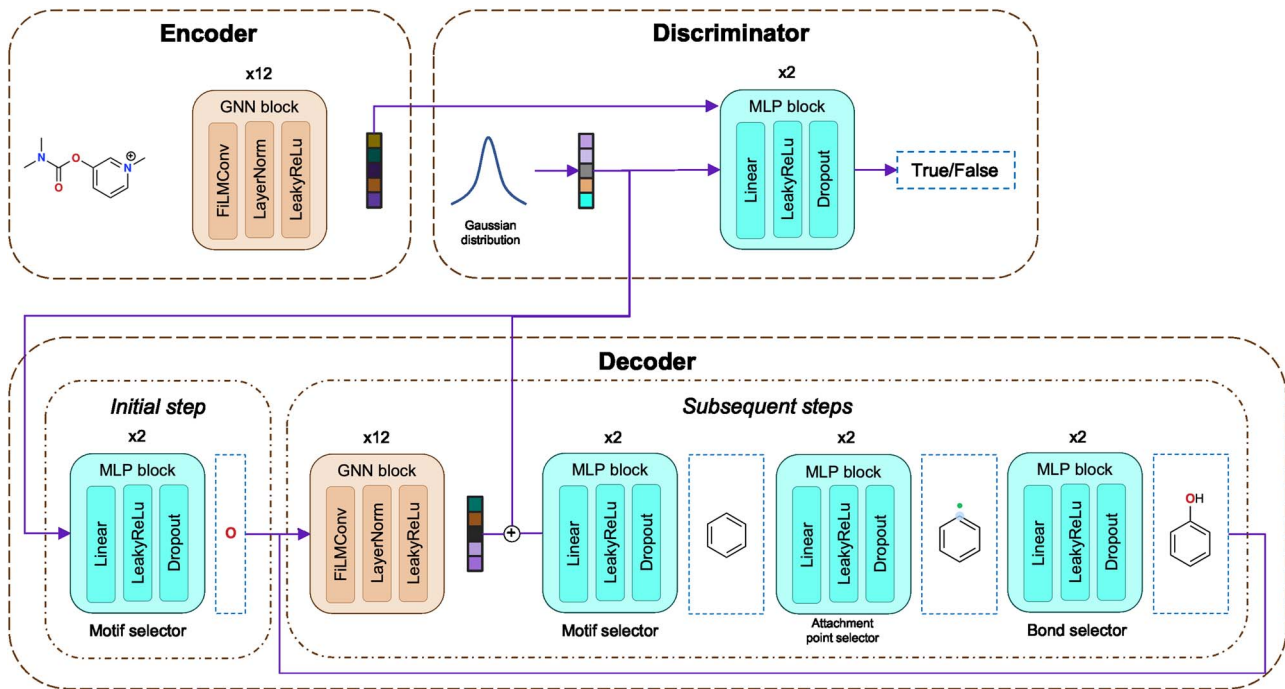 Encoder
x12
GNN block
FiLMConv
LayerNorm
LeakyReLu
N
O
O
N
⊕
Discriminator
Gaussian
distribution
x2
MLP block
Linear
LeakyReLu
Dropout
True/False
Decoder
Initial step
x2
MLP block
Linear
LeakyReLu
Dropout
Motif selector
O
Subsequent steps
x12
GNN block
FiLMConv
LayerNorm
LeakyReLu
+
x2
MLP block
Linear
LeakyReLu
Dropout
Motif selector
x2
MLP block
Linear
LeakyReLu
Dropout
Attachment
point selector
x2
MLP block
Linear
LeakyReLu
Dropout
Bond selector
OH